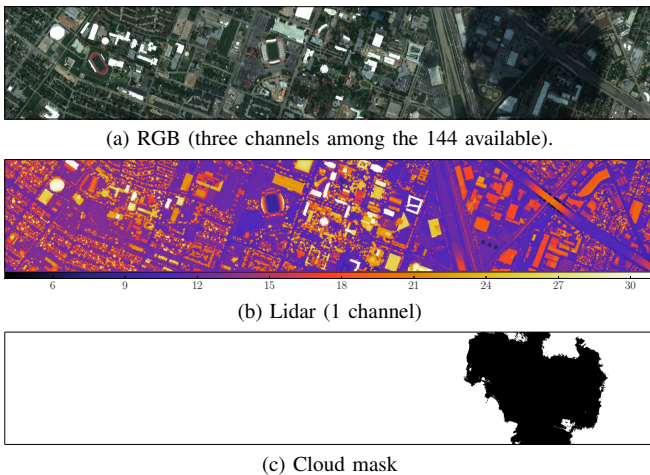 (a) RGB (three channels among the 144 available).
6 9 12 15 18 21 24 27 30
(b) Lidar (1 channel)
(c) Cloud mask